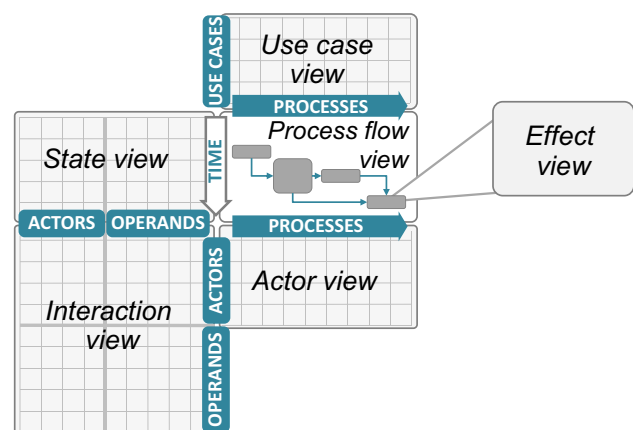 USE CASES
Use case
view
PROCESSES
State view
TIME
Process flow
view
Effect
view
ACTORS
OPERANDS
PROCESSES
ACTORS
Actor view
Interaction
view
OPERANDS